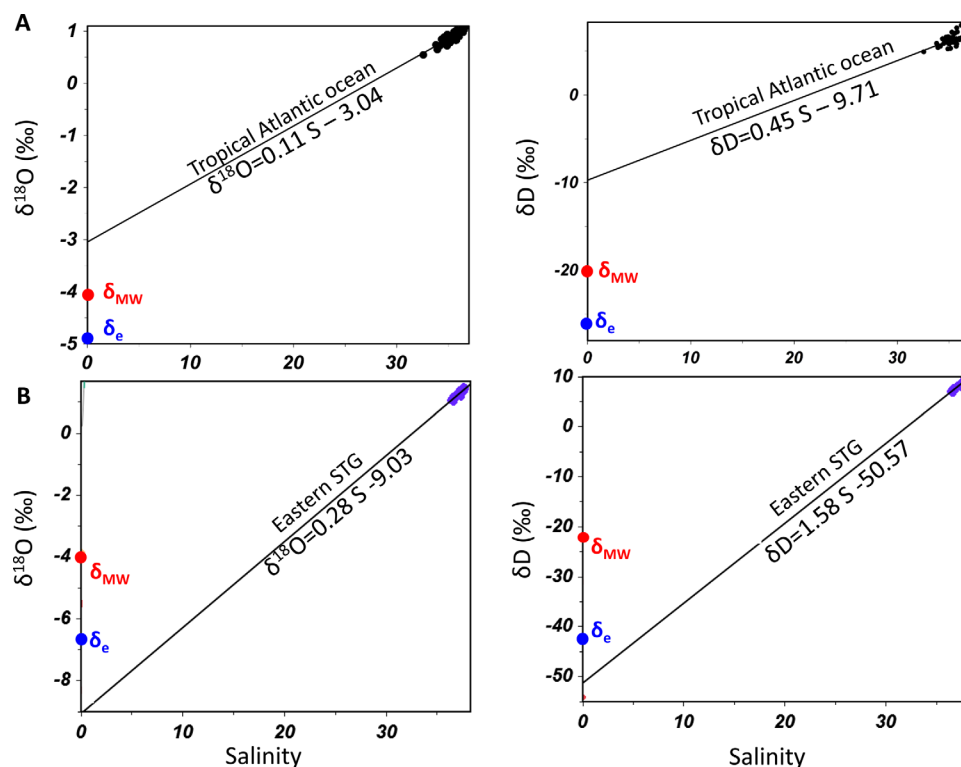 A
1
0
-1
-2
-3
-4
-5
δ¹⁸O (‰)
Tropical Atlantic ocean
δ¹⁸O=0.11 S – 3.04
δMW
δe
0
10
20
30
0
-10
-20
δD (‰)
Tropical Atlantic ocean
δD=0.45 S – 9.71
δMW
δe
0
10
20
30
B
0
-2
-4
-6
-8
δ¹⁸O (‰)
Eastern STG
δ¹⁸O=0.28 S -9.03
δMW
δe
0
10
20
30
Salinity
10
0
-10
-20
-30
-40
-50
δD (‰)
Eastern STG
δD=1.58 S -50.57
δMW
δe
0
10
20
30
Salinity